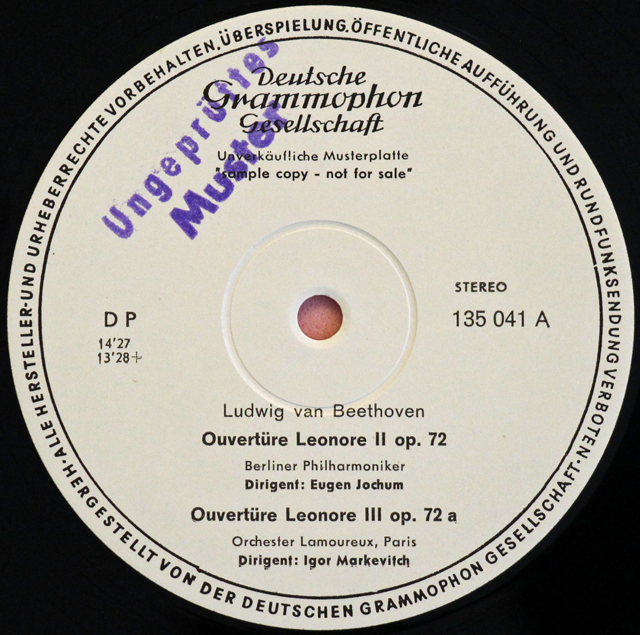 ·ALLE HERSTELLER- UND URHEBERRECHTE VORBEHALTEN. ÜBERSPIELUNG, ÖFFENTLICHE AUFFÜHRUNG UND RUNDFUNKSENDUNG VERBOTEN·
Deutsche
Grammophon
Gesellschaft
Ungeprüftes
Muster
Unverkäufliche Musterplatte
"sample copy - not for sale"
STEREO
D P
135 041 A
14'27
13'28+
Ludwig van Beethoven
Ouvertüre Leonore II op. 72
Berliner Philharmoniker
Dirigent: Eugen Jochum
Ouvertüre Leonore III op. 72 a
Orchester Lamoureux, Paris
Dirigent: Igor Markevitch
HERGESTELLT VON DER DEUTSCHEN GRAMMOPHON GESELLSCHAFT·